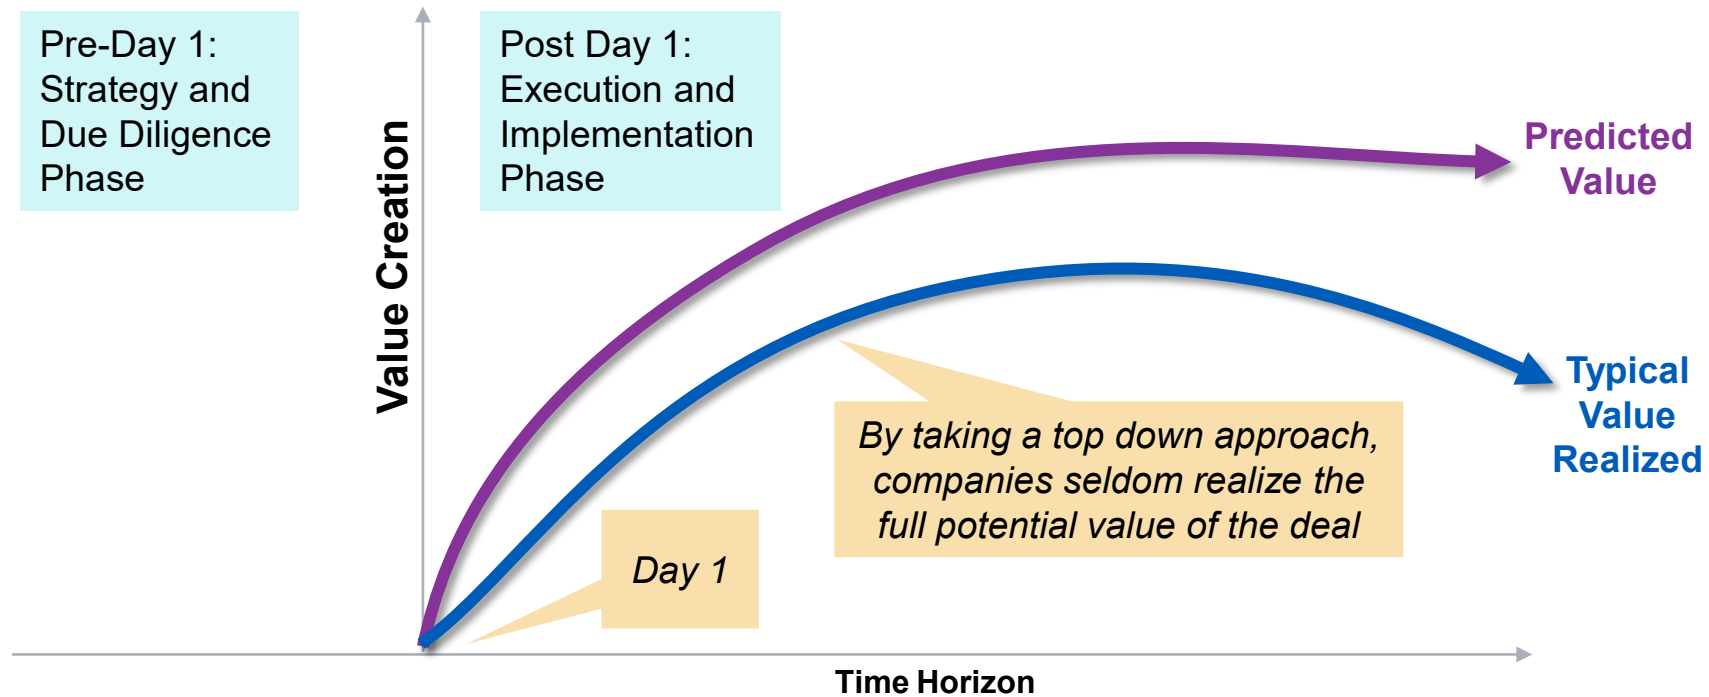 Pre-Day 1:
Strategy and
Due Diligence
Phase
Post Day 1:
Execution and
Implementation
Phase
Value Creation
Predicted
Value
Typical
Value
Realized
By taking a top down approach,
companies seldom realize the
full potential value of the deal
Day 1
Time Horizon